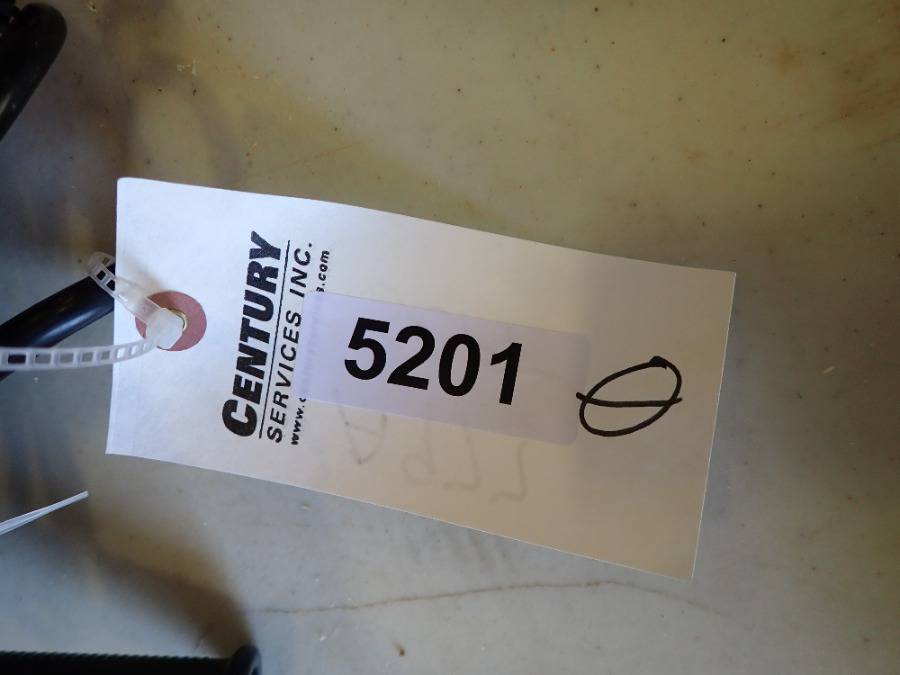 CENTURY
SERVICES INC.
5201